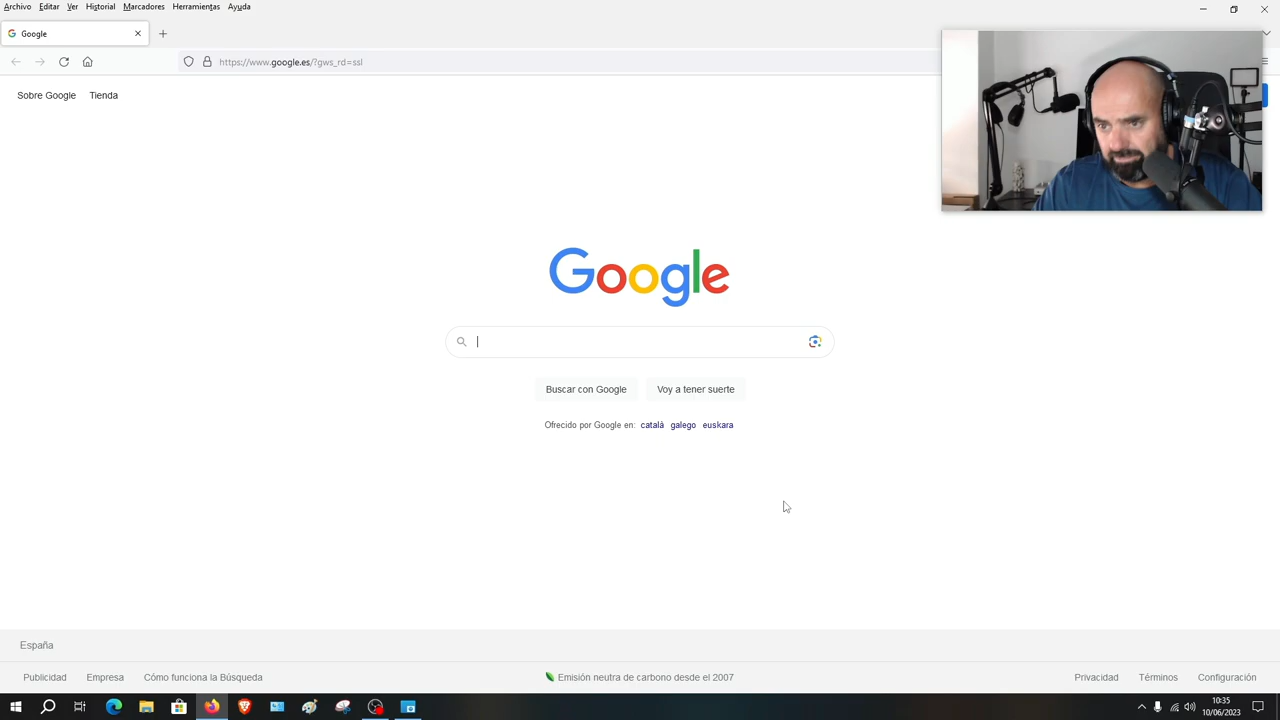 Archivo Editar Ver Historial Marcadores Herramientas Ayuda
Google
https://www.google.es/?gws_rd=ssl
Sobre Google Tienda
Google
Buscar con Google Voy a tener suerte
Ofrecido por Google en: català galego euskara
España
Publicidad Empresa Cómo funciona la Búsqueda Emisión neutra de carbono desde el 2007 Privacidad Términos Configuración
10:35
10/06/2023